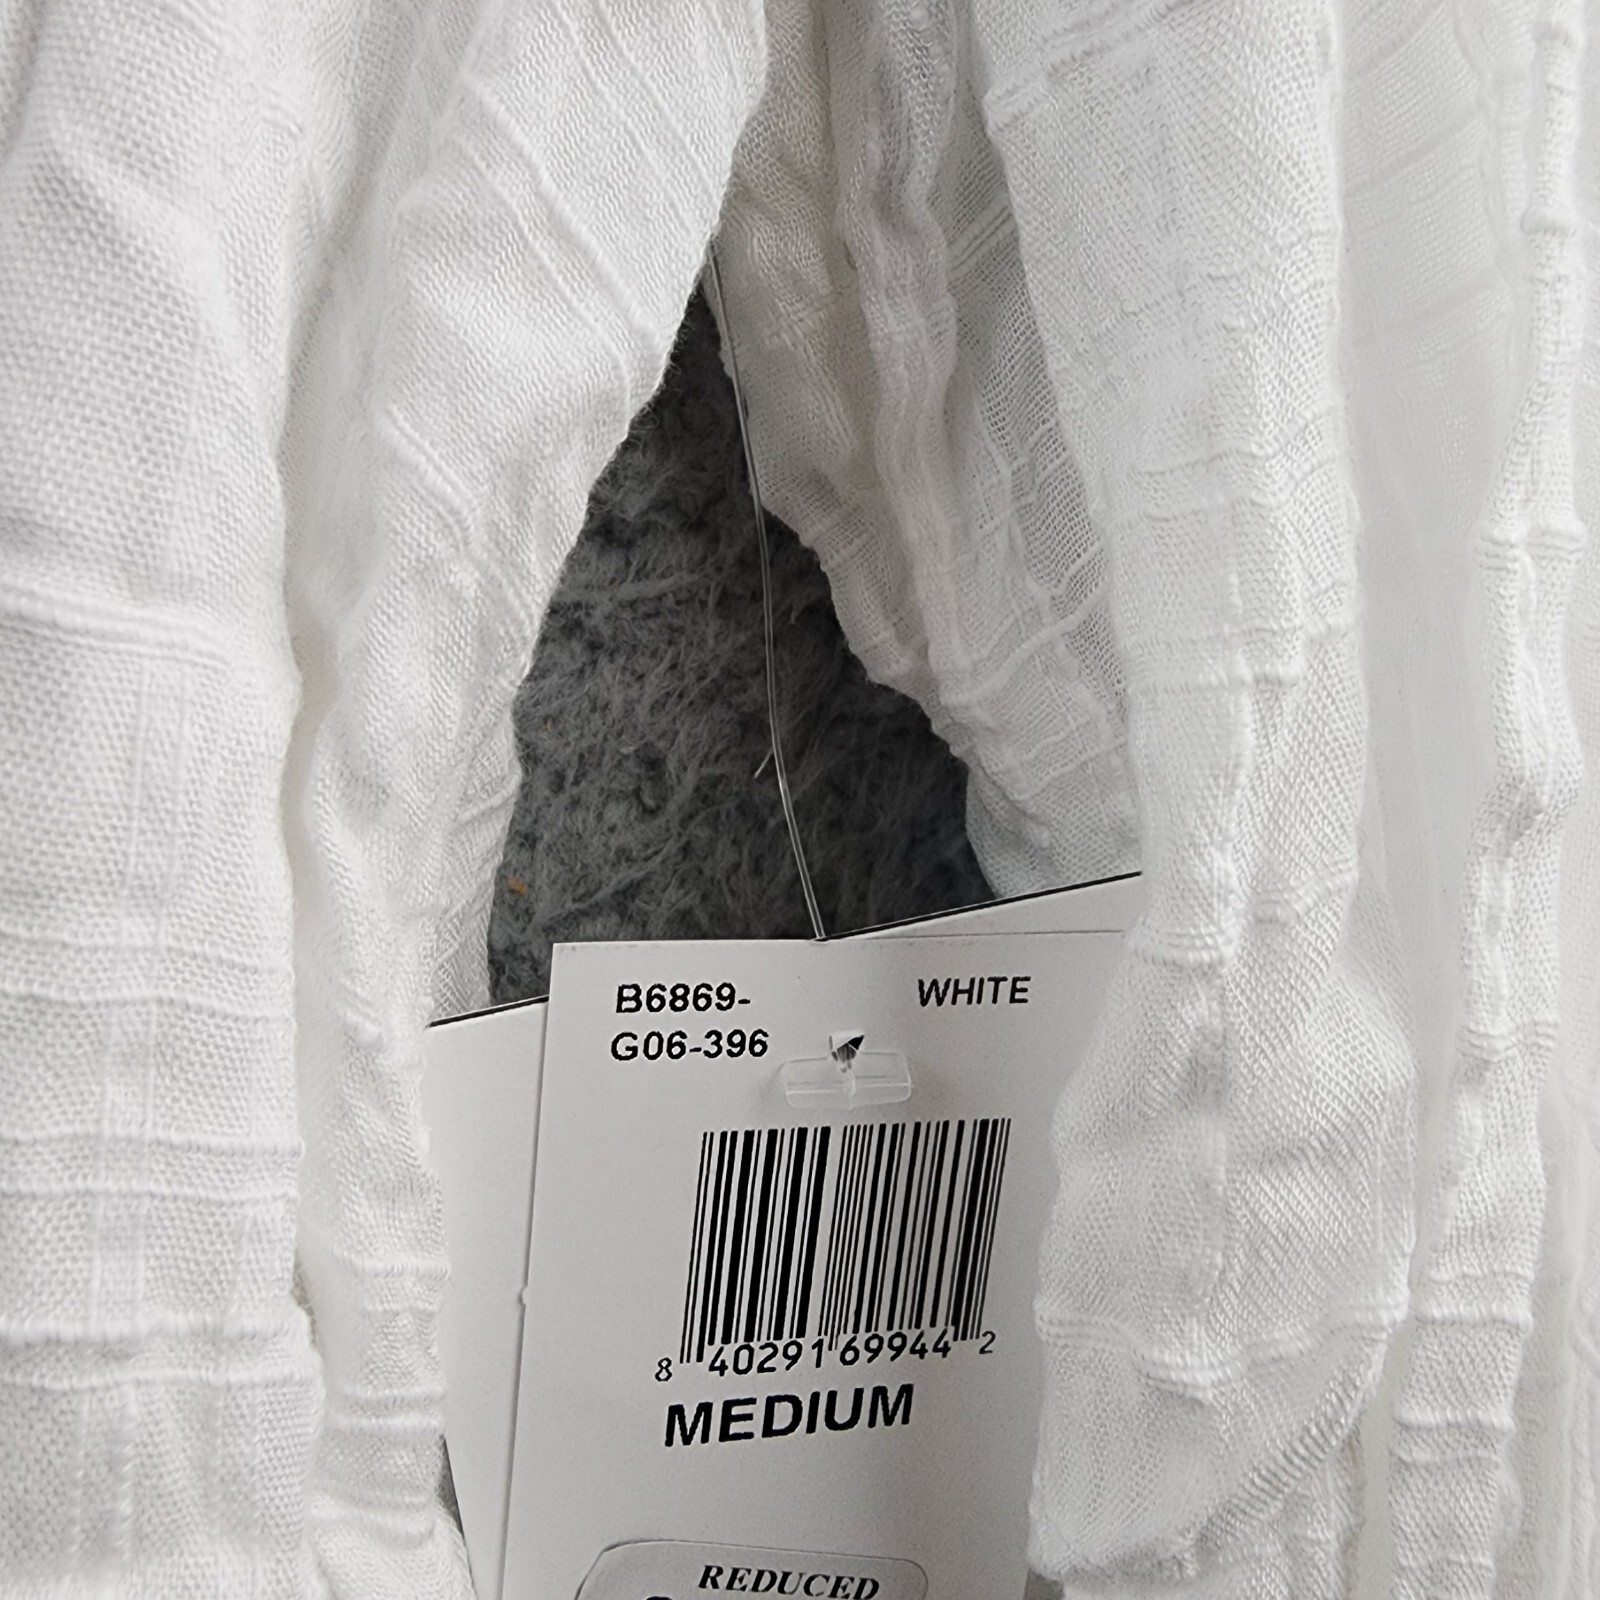 B6869- WHITE
G06-396
8 40291 69944 2
MEDIUM
REDUCED